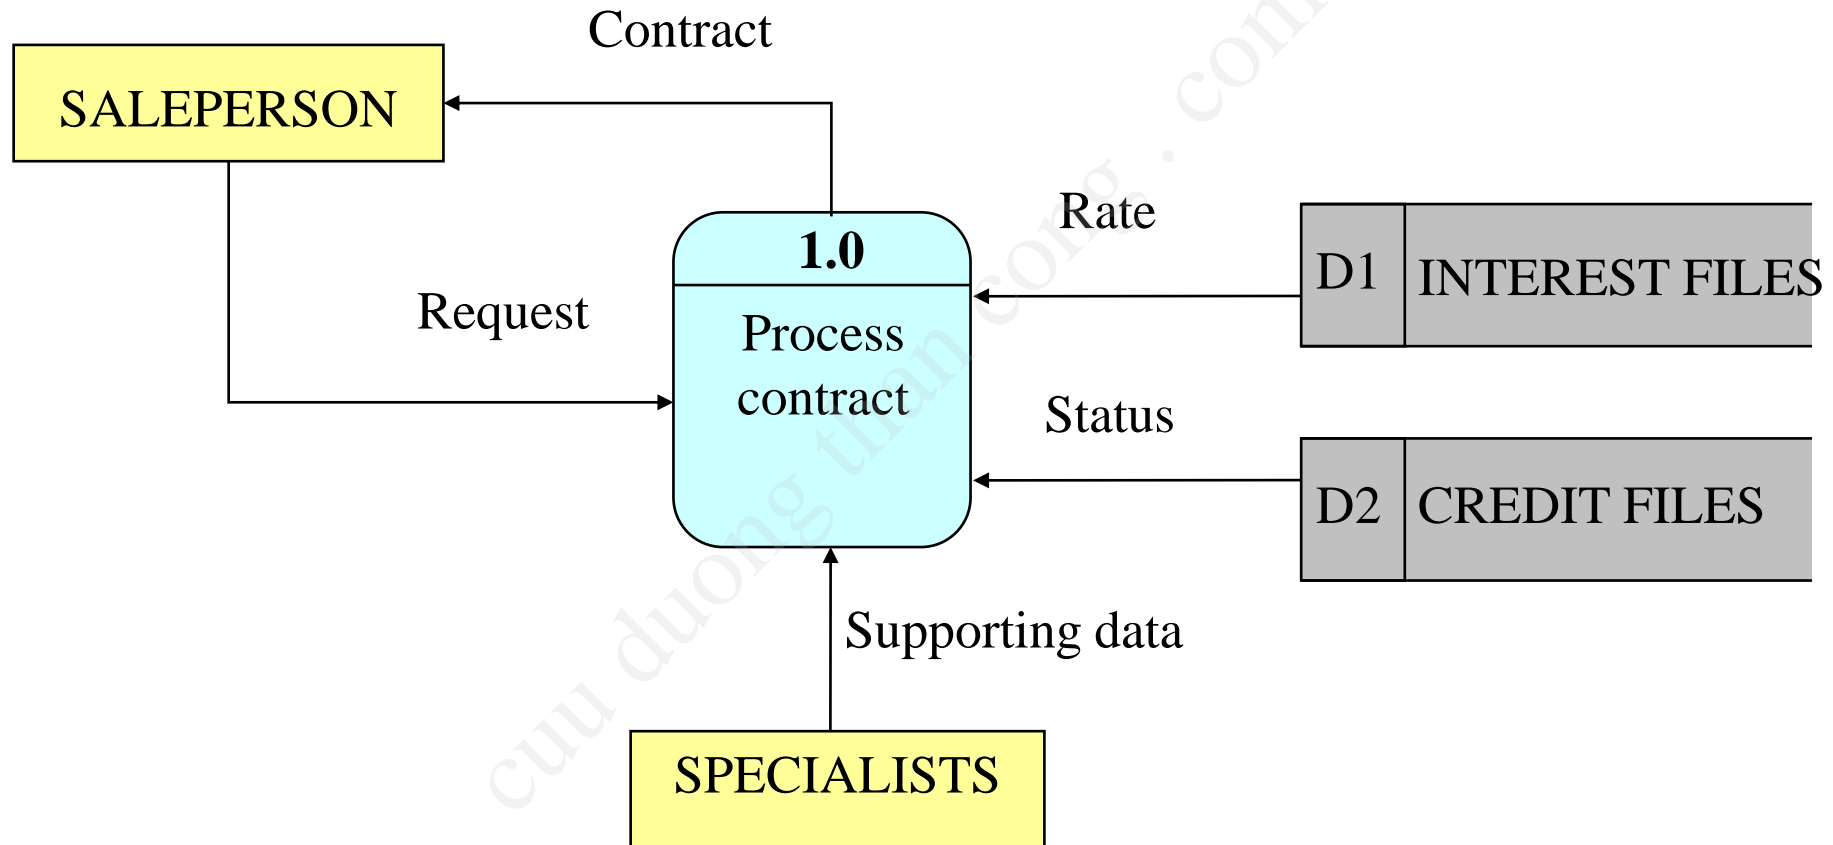 Contract
SALEPERSON
Rate
1.0
D1 INTEREST FILES
Request
Process
contract
Status
D2 CREDIT FILES
Supporting data
SPECIALISTS
cuu duong than cong . com